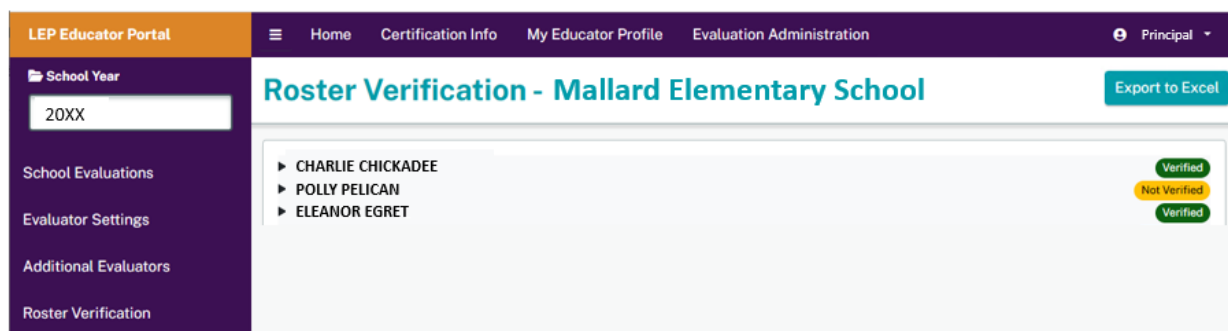 LEP Educator Portal
Home Certification Info My Educator Profile Evaluation Administration Principal
School Year
20XX
Roster Verification - Mallard Elementary School
Export to Excel
CHARLIE CHICKADEE Verified
POLLY PELICAN Not Verified
ELEANOR EGRET Verified
School Evaluations
Evaluator Settings
Additional Evaluators
Roster Verification